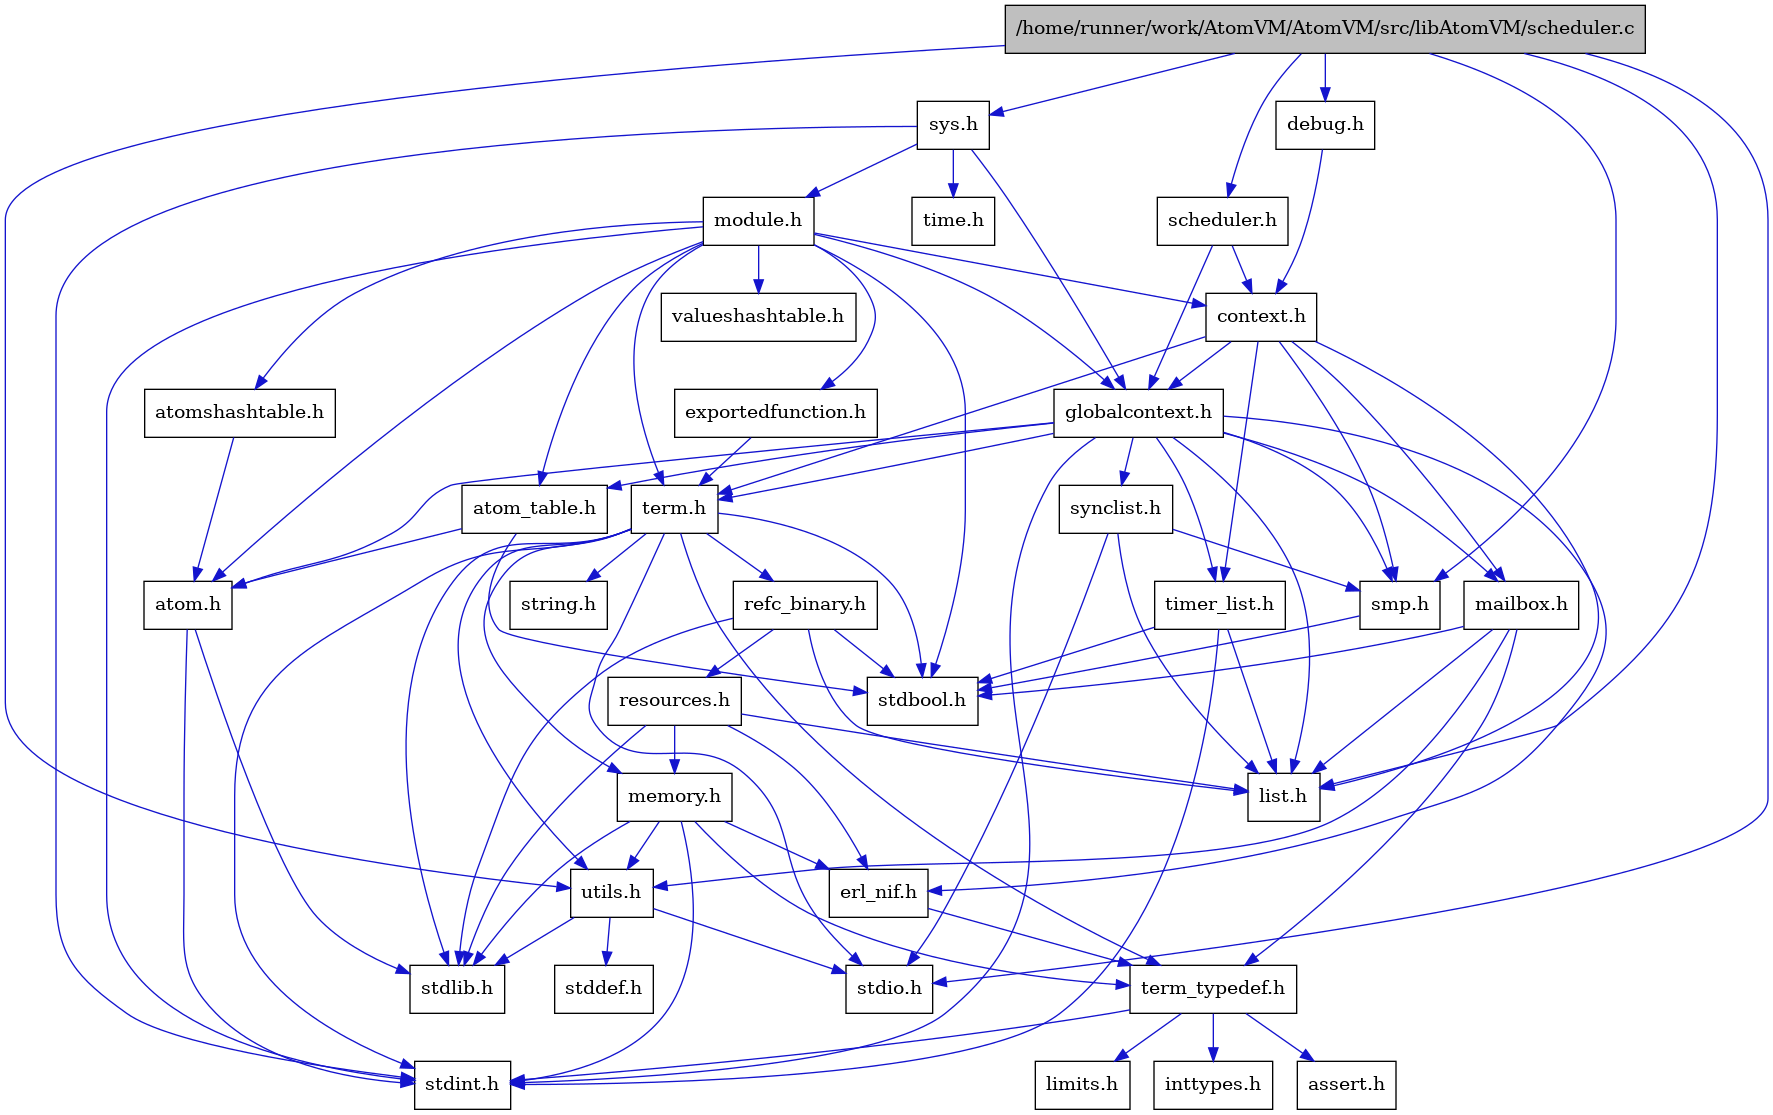 /home/runner/work/AtomVM/AtomVM/src/libAtomVM/scheduler.c
sys.h
debug.h
module.h
time.h
scheduler.h
valueshashtable.h
context.h
atomshashtable.h
exportedfunction.h
globalcontext.h
atom_table.h
term.h
synclist.h
atom.h
string.h
refc_binary.h
timer_list.h
smp.h
mailbox.h
resources.h
stdbool.h
memory.h
list.h
utils.h
erl_nif.h
stdlib.h
stddef.h
stdio.h
term_typedef.h
stdint.h
limits.h
inttypes.h
assert.h